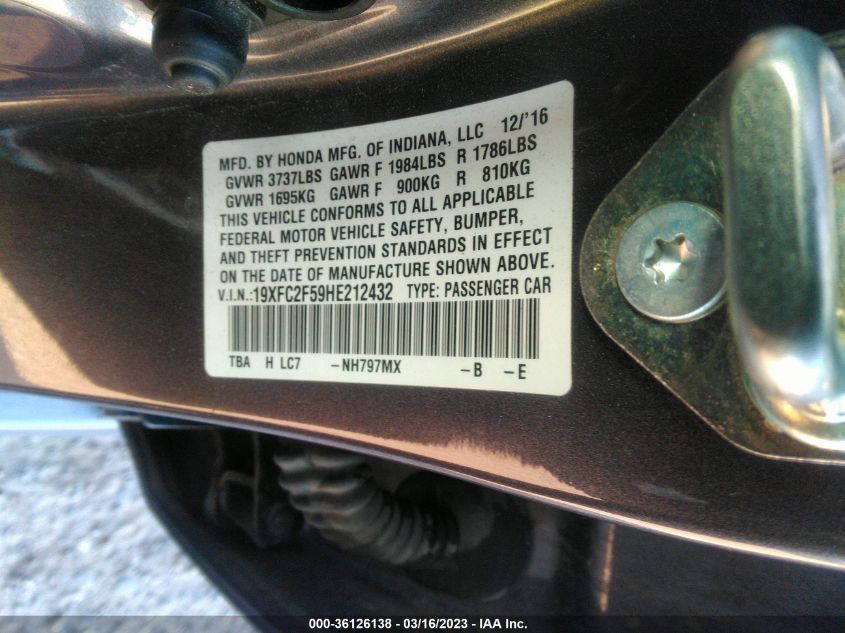 MFD. BY HONDA MFG. OF INDIANA, LLC 12/'16
GVWR 3737LBS GAWR F 1984LBS R 1786LBS
GVWR 1695KG GAWR F 900KG R 810KG
THIS VEHICLE CONFORMS TO ALL APPLICABLE
FEDERAL MOTOR VEHICLE SAFETY, BUMPER,
AND THEFT PREVENTION STANDARDS IN EFFECT
ON THE DATE OF MANUFACTURE SHOWN ABOVE.
V.I.N.:19XFC2F59HE212432 TYPE: PASSENGER CAR
TBA H LC7 -NH797MX -B -E
000-36126138 - 03/16/2023 - IAA Inc.